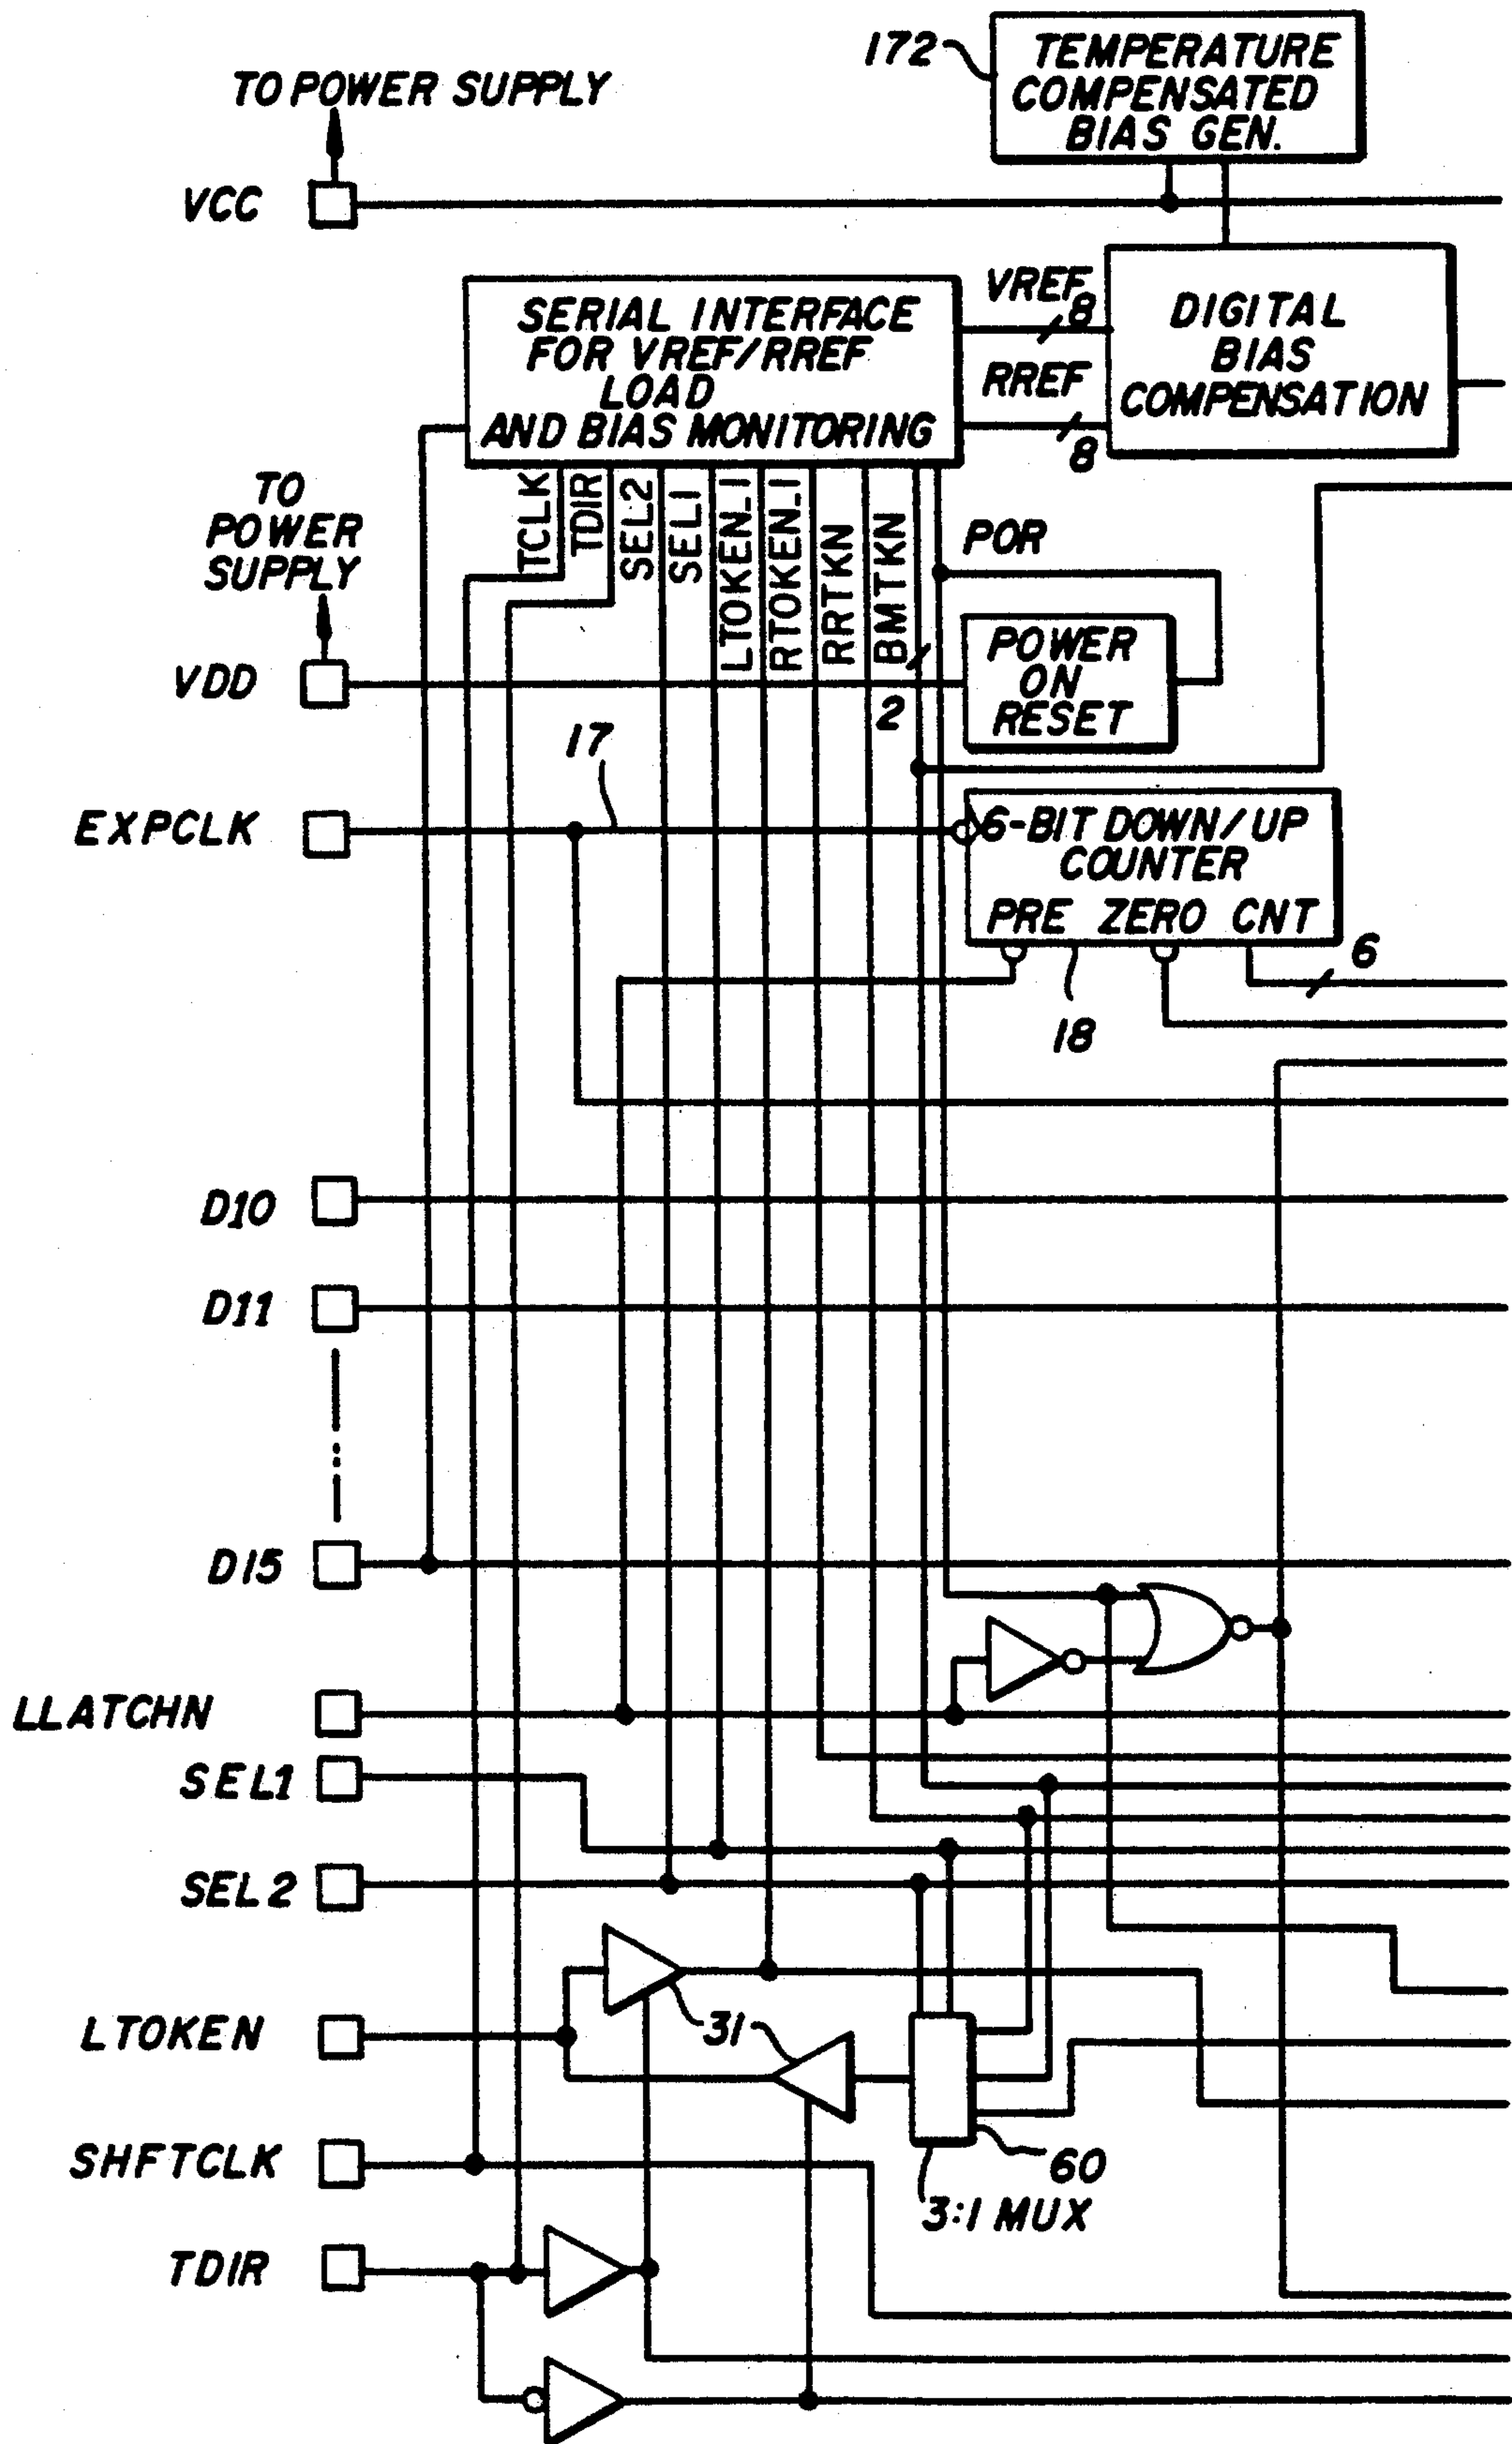 172
TEMPERATURE
COMPENSATED
BIAS GEN.
TO POWER SUPPLY
VCC
SERIAL INTERFACE
FOR VREF/RREF
LOAD
AND BIAS MONITORING
VREF
8
RREF
8
DIGITAL
BIAS
COMPENSATION
TO
POWER
SUPPLY
TCLK
TDIR
SEL2
SEL1
LTOKEN_1
RTOKEN_1
RRTKN
BMTKN
2
POR
POWER
ON
RESET
VDD
17
EXPCLK
6-BIT DOWN/UP
COUNTER
PRE ZERO CNT
6
18
D10
D11
D15
LLATCHN
SEL1
SEL2
LTOKEN
31
60
3:1 MUX
SHFTCLK
TDIR